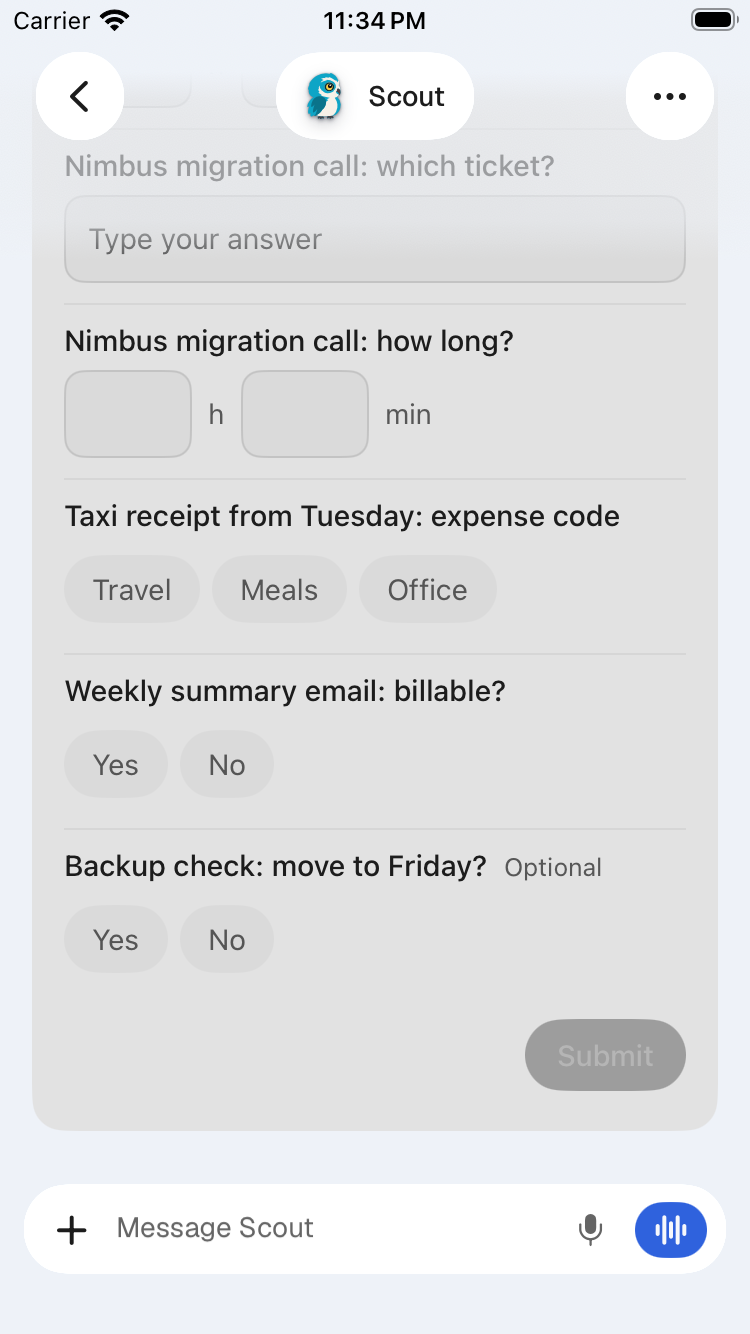 Carrier 11:34 PM
Scout
Nimbus migration call: which ticket?
Type your answer
Nimbus migration call: how long?
h min
Taxi receipt from Tuesday: expense code
Travel Meals Office
Weekly summary email: billable?
Yes No
Backup check: move to Friday? Optional
Yes No
Submit
Message Scout